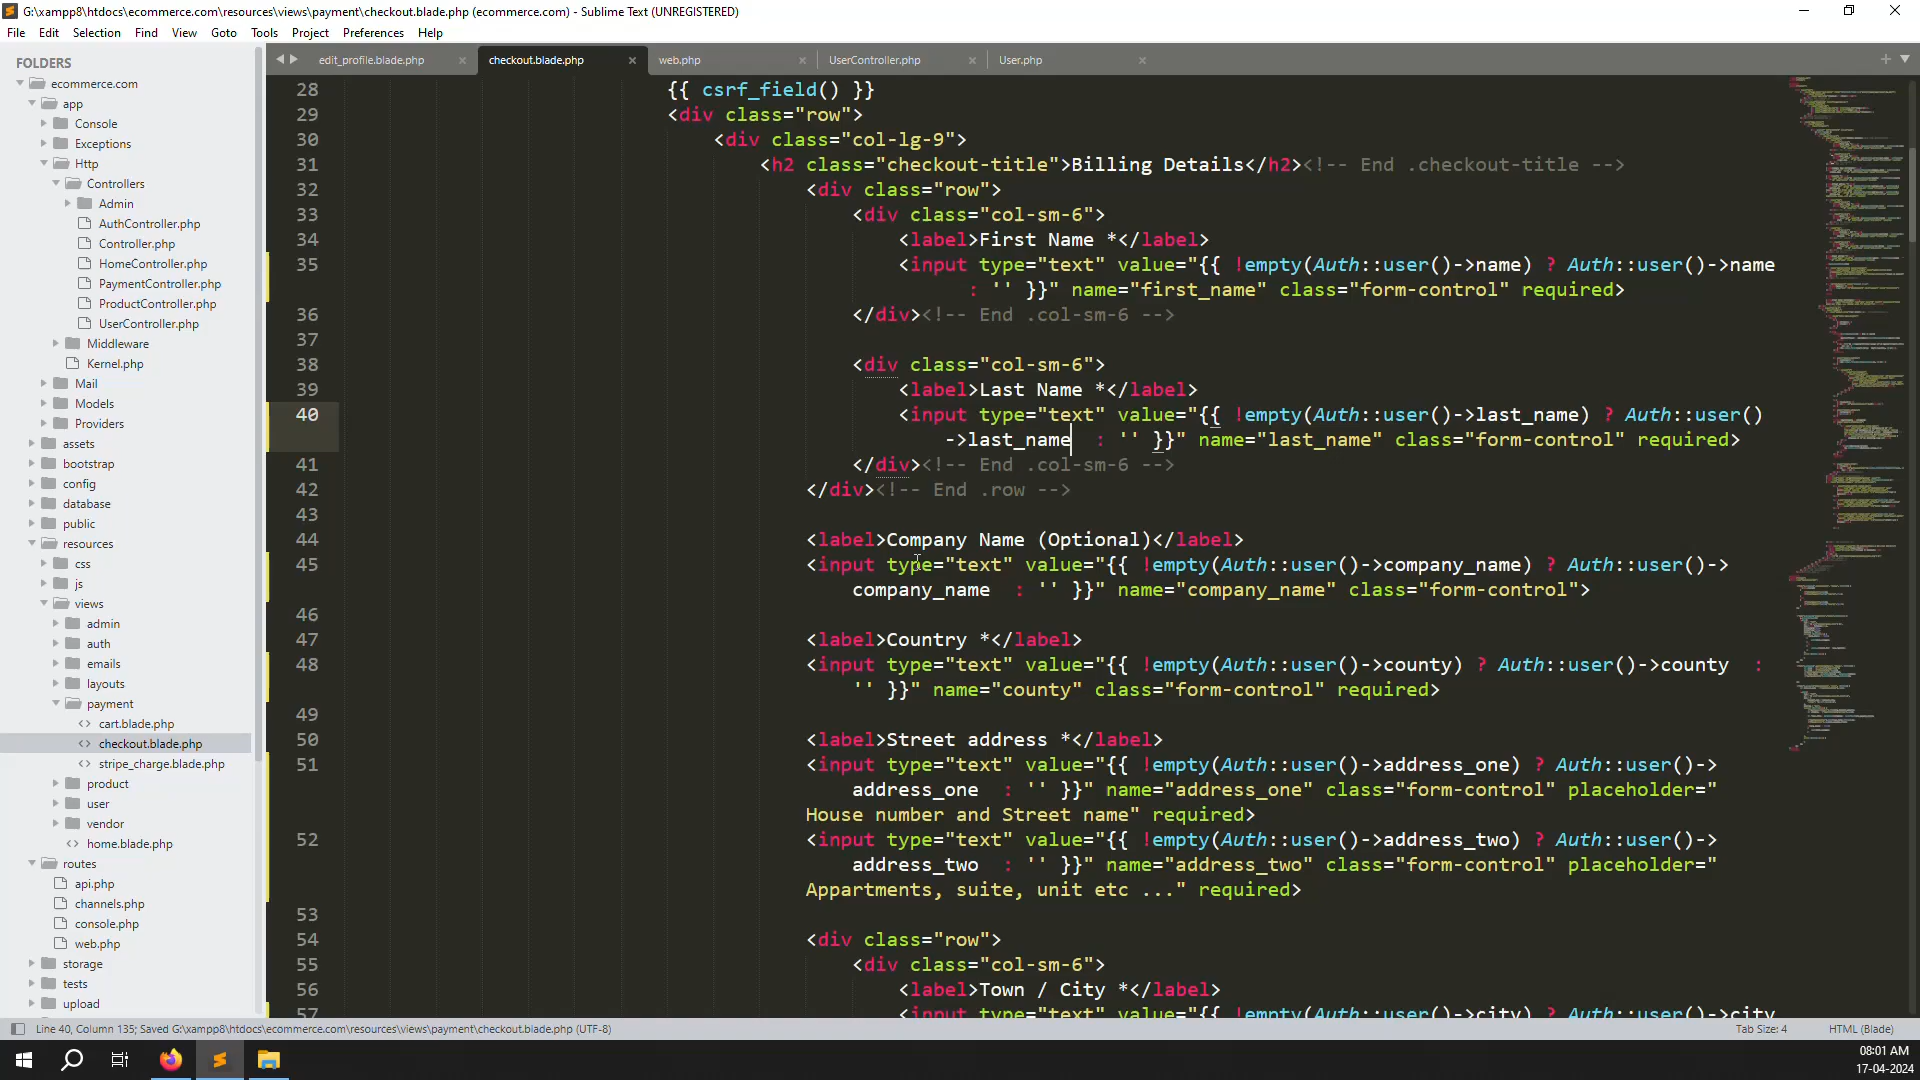 G:\xampp8\htdocs\ecommerce.com\resources\views\payment\checkout.blade.php (ecommerce.com) - Sublime Text (UNREGISTERED)
File Edit Selection Find View Goto Tools Project Preferences Help
FOLDERS
ecommerce.com
app
Console
Exceptions
Http
Controllers
Admin
AuthController.php
Controller.php
HomeController.php
PaymentController.php
ProductController.php
UserController.php
Middleware
Kernel.php
Mail
Models
Providers
assets
bootstrap
config
database
public
resources
css
js
views
admin
auth
emails
layouts
payment
cart.blade.php
checkout.blade.php
stripe_charge.blade.php
product
user
vendor
home.blade.php
routes
api.php
channels.php
console.php
web.php
storage
tests
upload
edit_profile.blade.php checkout.blade.php web.php UserController.php User.php
28 {{ csrf_field() }}
29 <div class="row">
30 <div class="col-lg-9">
31 <h2 class="checkout-title">Billing Details</h2><!-- End .checkout-title -->
32 <div class="row">
33 <div class="col-sm-6">
34 <label>First Name *</label>
35 <input type="text" value="{{ !empty(Auth::user()->name) ? Auth::user()->name
: '' }}" name="first_name" class="form-control" required>
36 </div><!-- End .col-sm-6 -->
37
38 <div class="col-sm-6">
39 <label>Last Name *</label>
40 <input type="text" value="{{ !empty(Auth::user()->last_name) ? Auth::user()
->last_name : '' }}" name="last_name" class="form-control" required>
41 </div><!-- End .col-sm-6 -->
42 </div><!-- End .row -->
43
44 <label>Company Name (Optional)</label>
45 <input type="text" value="{{ !empty(Auth::user()->company_name) ? Auth::user()->
company_name : '' }}" name="company_name" class="form-control">
46
47 <label>Country *</label>
48 <input type="text" value="{{ !empty(Auth::user()->county) ? Auth::user()->county :
'' }}" name="county" class="form-control" required>
49
50 <label>Street address *</label>
51 <input type="text" value="{{ !empty(Auth::user()->address_one) ? Auth::user()->
address_one : '' }}" name="address_one" class="form-control" placeholder="
House number and Street name" required>
52 <input type="text" value="{{ !empty(Auth::user()->address_two) ? Auth::user()->
address_two : '' }}" name="address_two" class="form-control" placeholder="
Appartments, suite, unit etc ..." required>
53
54 <div class="row">
55 <div class="col-sm-6">
56 <label>Town / City *</label>
57 <input type="text" value="{{ !empty(Auth::user()->city) ? Auth::user()->city
Line 40, Column 135; Saved G:\xampp8\htdocs\ecommerce.com\resources\views\payment\checkout.blade.php (UTF-8) Tab Size: 4 HTML (Blade)
08:01 AM
17-04-2024